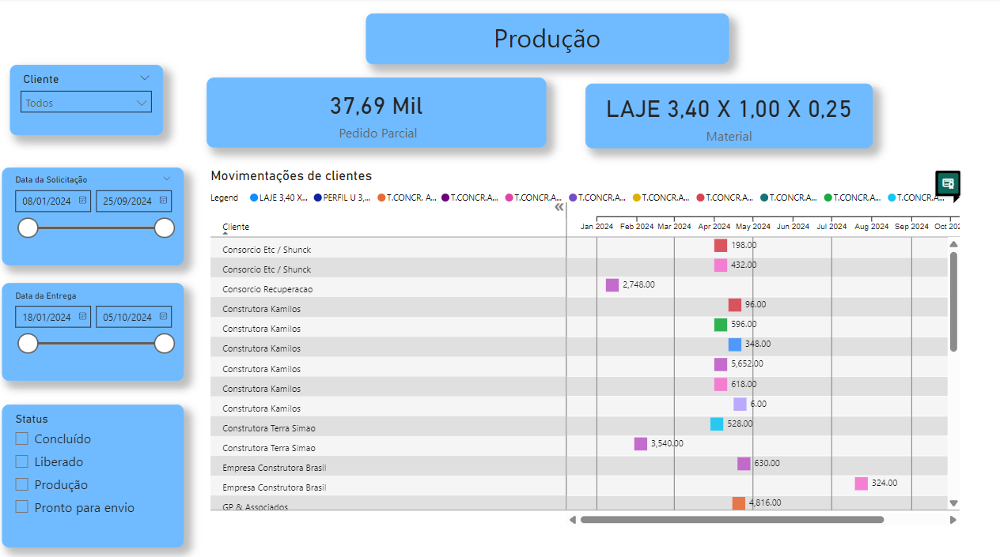 Produção
Cliente
Todos
37,69 Mil
Pedido Parcial
LAJE 3,40 X 1,00 X 0,25
Material
Data da Solicitação
08/01/2024 25/09/2024
Data da Entrega
18/01/2024 05/10/2024
Status
Concluído
Liberado
Produção
Pronto para envio
Movimentações de clientes
Legend LAJE 3,40 X... PERFIL U 3,... T.CONCR. A... T.CONCR.A... T.CONCR.A... T.CONCR.A... T.CONCR.A... T.CONCR.A... T.CONCR.A... T.CONCR.A... T.CONCR.A...
Cliente
Jan 2024 Feb 2024 Mar 2024 Apr 2024 May 2024 Jun 2024 Jul 2024 Aug 2024 Sep 2024 Oct 202
Consorcio Etc / Shunck 198.00
Consorcio Etc / Shunck 432.00
Consorcio Recuperacao 2,748.00
Construtora Kamilos 96.00
Construtora Kamilos 596.00
Construtora Kamilos 348.00
Construtora Kamilos 5,652.00
Construtora Kamilos 618.00
Construtora Kamilos 6.00
Construtora Terra Simao 528.00
Construtora Terra Simao 3,540.00
Empresa Construtora Brasil 630.00
Empresa Construtora Brasil 324.00
GP & Associados 4,816.00